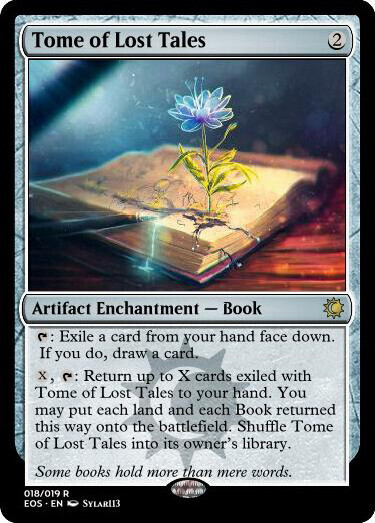 Tome of Lost Tales 2
Artifact Enchantment — Book
T: Exile a card from your hand face down.
If you do, draw a card.
X, T: Return up to X cards exiled with
Tome of Lost Tales to your hand. You
may put each land and each Book returned
this way onto the battlefield. Shuffle Tome
of Lost Tales into its owner's library.
Some books hold more than mere words.
018/019 R
EOS · EN Sylar113